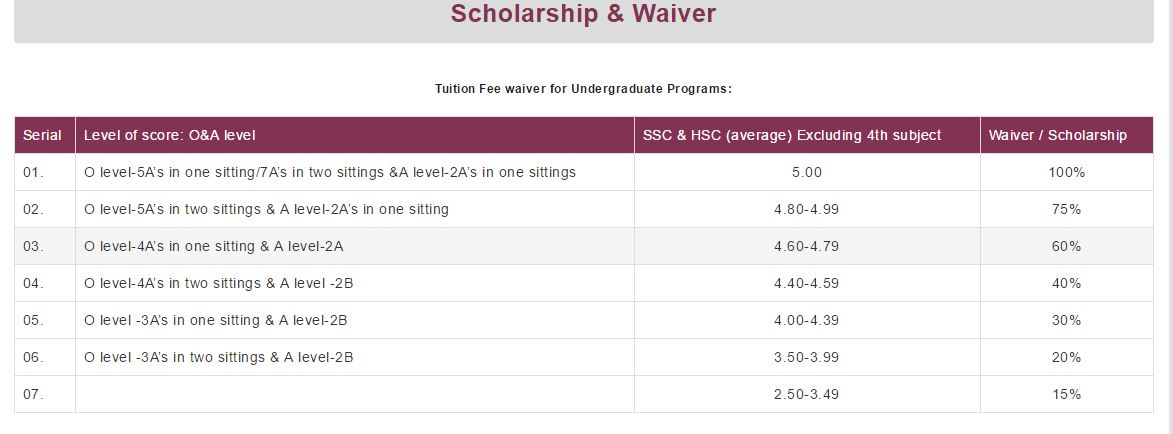 Scholarship & Waiver
Tuition Fee waiver for Undergraduate Programs:
Serial Level of score: O&A level SSC & HSC (average) Excluding 4th subject Waiver / Scholarship
01. O level-5A's in one sitting/7A's in two sittings &A level-2A's in one sittings 5.00 100%
02. O level-5A's in two sittings & A level-2A's in one sitting 4.80-4.99 75%
03. O level-4A's in one sitting & A level-2A 4.60-4.79 60%
04. O level-4A's in two sittings & A level -2B 4.40-4.59 40%
05. O level -3A's in one sitting & A level-2B 4.00-4.39 30%
06. O level -3A's in two sittings & A level-2B 3.50-3.99 20%
07. 2.50-3.49 15%